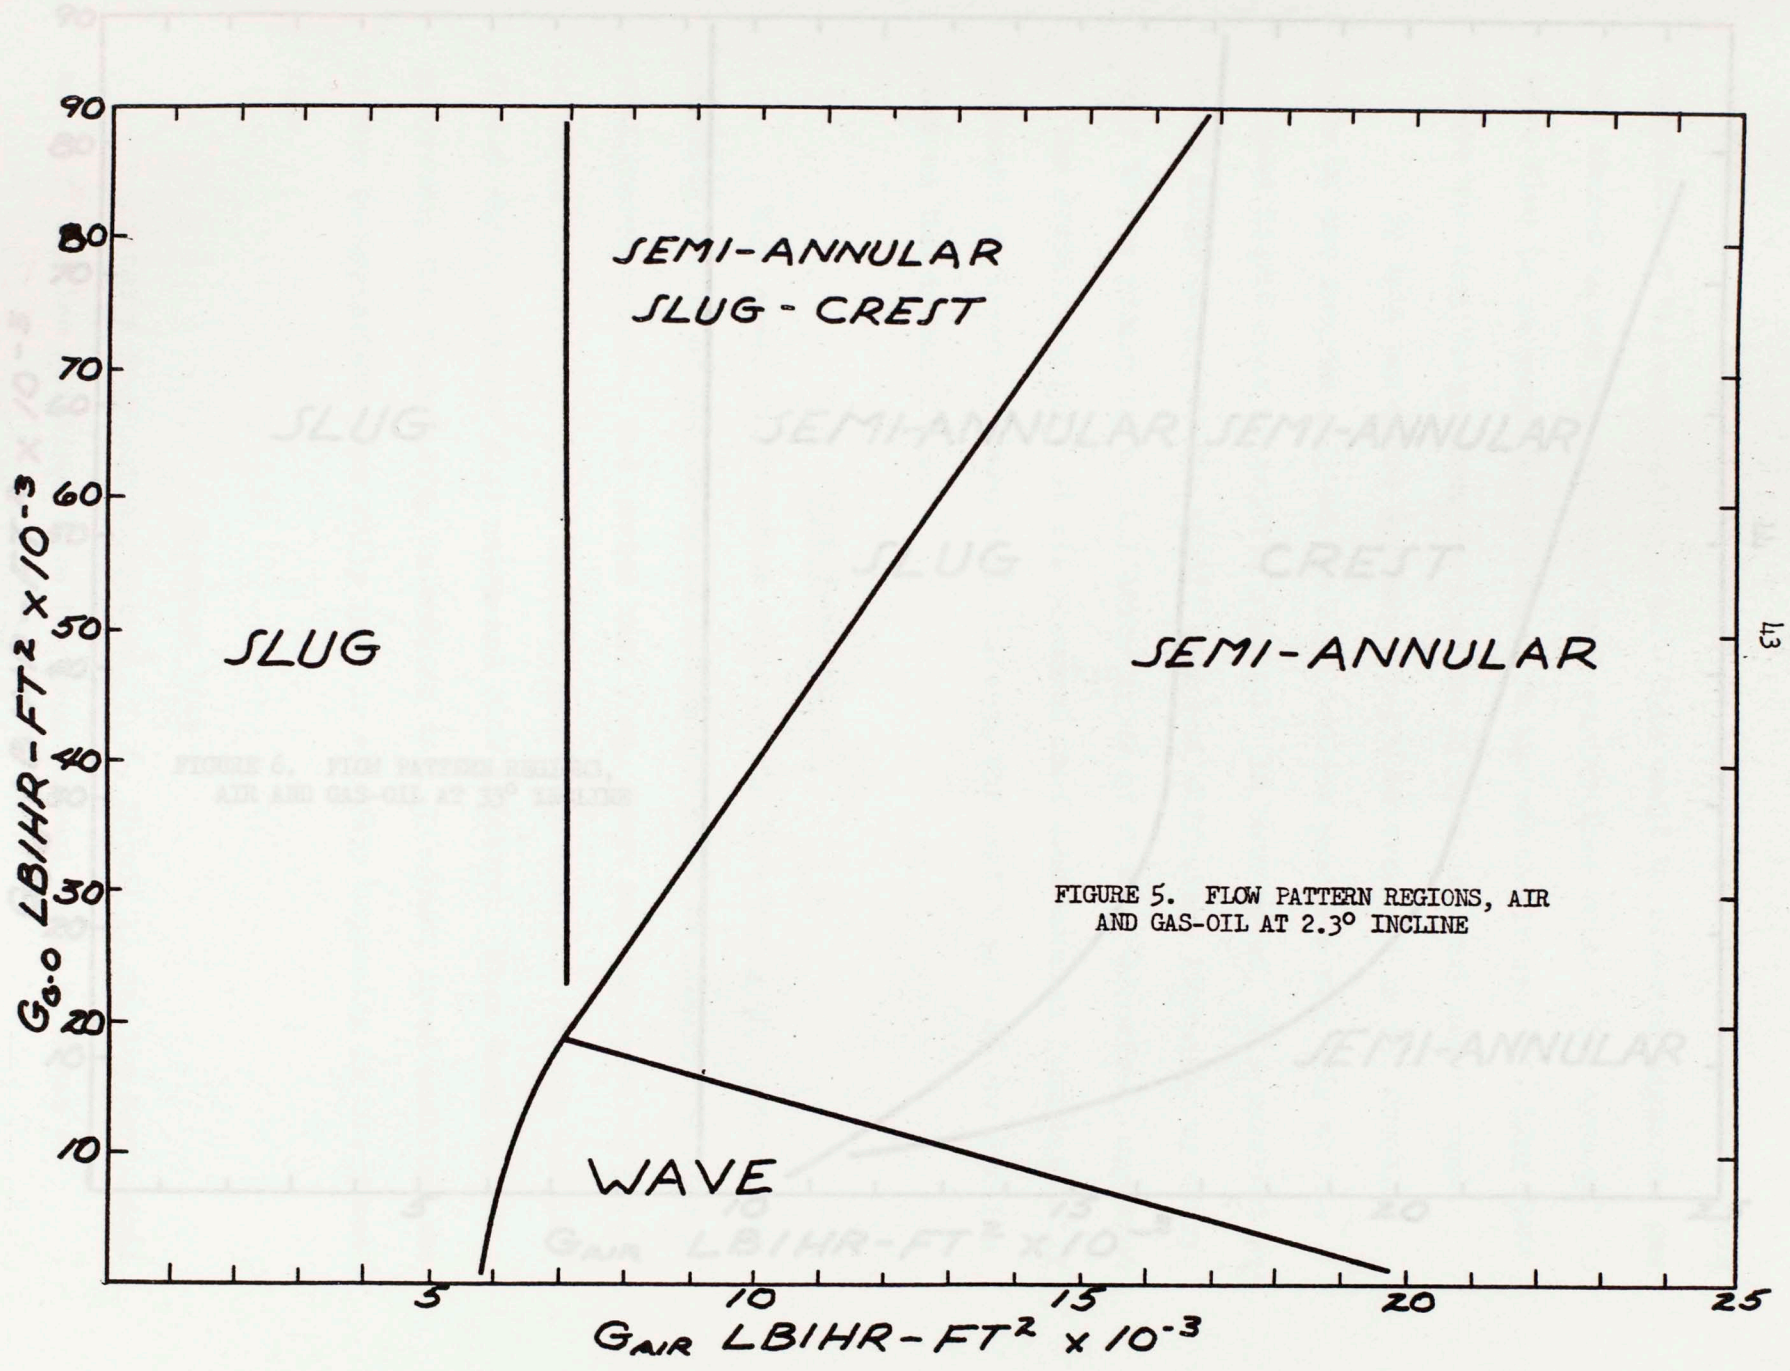 90
80
70
60
50
40
30
20
10
G G-O LB/HR-FT² x 10⁻³
SEMI-ANNULAR
SLUG - CREST
SLUG
SEMI-ANNULAR
WAVE
FIGURE 5. FLOW PATTERN REGIONS, AIR
AND GAS-OIL AT 2.3° INCLINE
5 10 15 20 25
G AIR LB/HR-FT² x 10⁻³
43